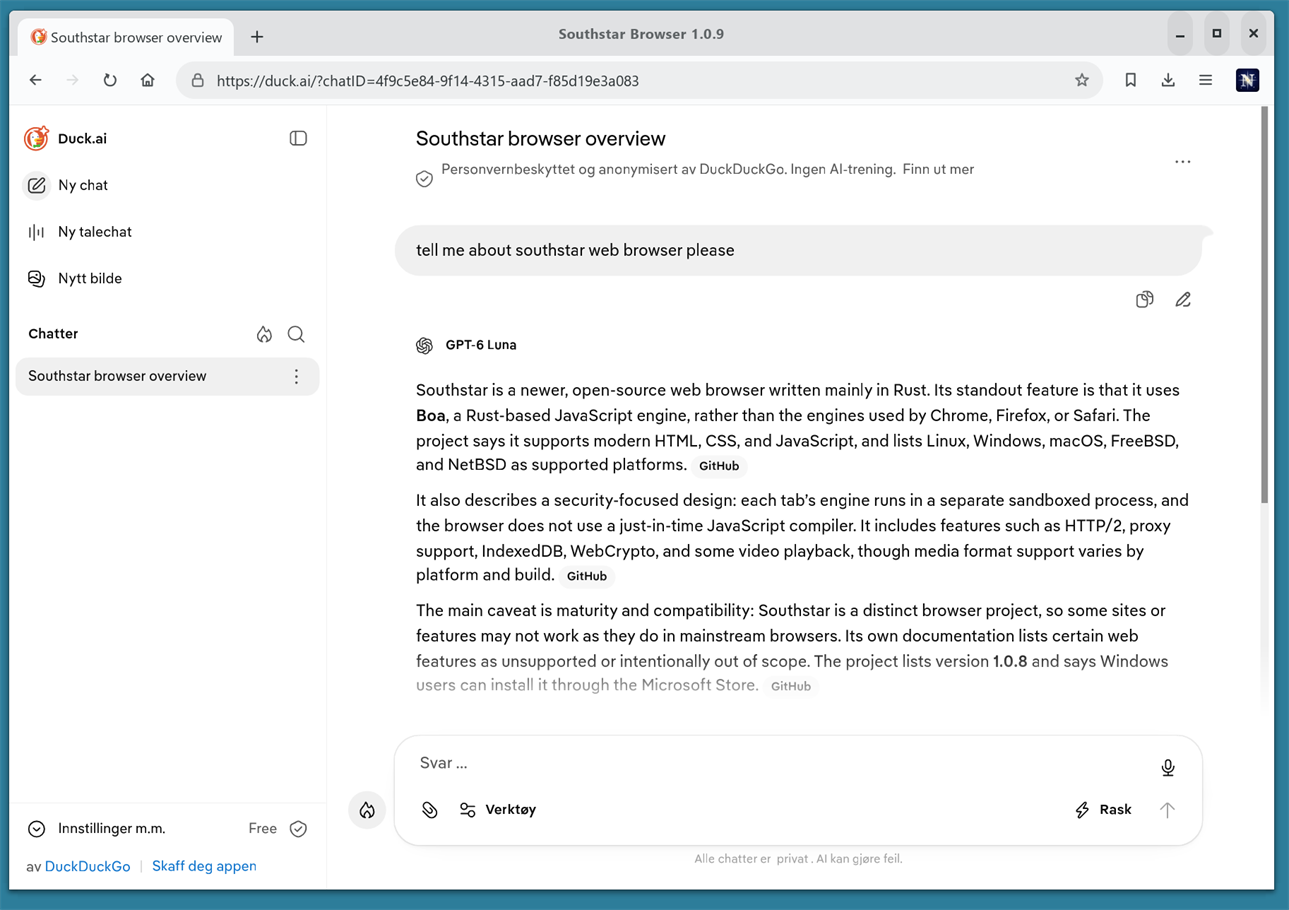 Southstar browser overview
Southstar Browser 1.0.9
https://duck.ai/?chatID=4f9c5e84-9f14-4315-aad7-f85d19e3a083
N
Duck.ai
Ny chat
Ny talechat
Nytt bilde
Chatter
Southstar browser overview
Innstillinger m.m.
Free
av DuckDuckGo
Skaff deg appen
Southstar browser overview
Personvernbeskyttet og anonymisert av DuckDuckGo. Ingen AI-trening. Finn ut mer
tell me about southstar web browser please
GPT-6 Luna
Southstar is a newer, open-source web browser written mainly in Rust. Its standout feature is that it uses
Boa, a Rust-based JavaScript engine, rather than the engines used by Chrome, Firefox, or Safari. The
project says it supports modern HTML, CSS, and JavaScript, and lists Linux, Windows, macOS, FreeBSD,
and NetBSD as supported platforms. GitHub
It also describes a security-focused design: each tab’s engine runs in a separate sandboxed process, and
the browser does not use a just-in-time JavaScript compiler. It includes features such as HTTP/2, proxy
support, IndexedDB, WebCrypto, and some video playback, though media format support varies by
platform and build. GitHub
The main caveat is maturity and compatibility: Southstar is a distinct browser project, so some sites or
features may not work as they do in mainstream browsers. Its own documentation lists certain web
features as unsupported or intentionally out of scope. The project lists version 1.0.8 and says Windows
users can install it through the Microsoft Store. GitHub
Svar ...
Verktøy
Rask
Alle chatter er privat . AI kan gjøre feil.